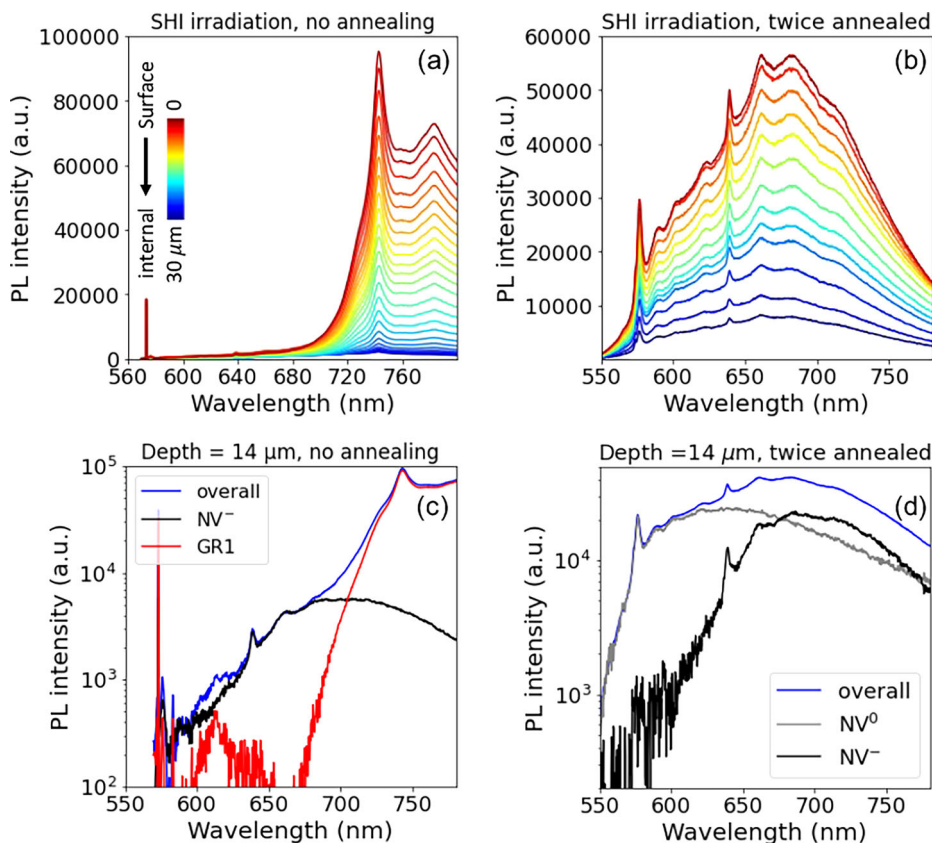 SHI irradiation, no annealing
(a)
PL intensity (a.u.)
100000
80000
60000
40000
20000
0
Surface
internal
0
30 μm
560 600 640 680 720 760
Wavelength (nm)
SHI irradiation, twice annealed
(b)
PL intensity (a.u.)
60000
50000
40000
30000
20000
10000
550 600 650 700 750
Wavelength (nm)
Depth = 14 μm, no annealing
(c)
overall
NV⁻
GR1
PL intensity (a.u.)
10⁵
10⁴
10³
10²
550 600 650 700 750
Wavelength (nm)
Depth =14 μm, twice annealed
(d)
PL intensity (a.u.)
10⁴
10³
overall
NV⁰
NV⁻
550 600 650 700 750
Wavelength (nm)